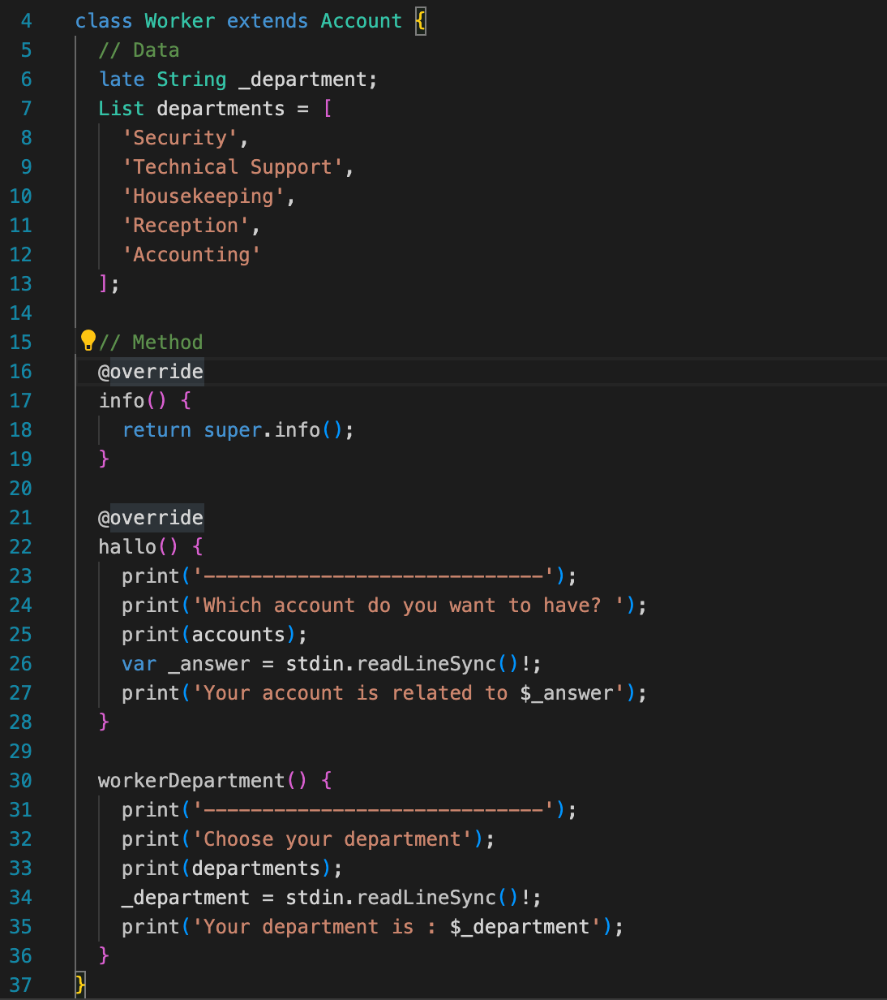 4 class Worker extends Account {
5 // Data
6 late String _department;
7 List departments = [
8 'Security',
9 'Technical Support',
10 'Housekeeping',
11 'Reception',
12 'Accounting'
13 ];
14
15 // Method
16 @override
17 info() {
18 return super.info();
19 }
20
21 @override
22 hallo() {
23 print('-----------------------------');
24 print('Which account do you want to have? ');
25 print(accounts);
26 var _answer = stdin.readLineSync()!;
27 print('Your account is related to $_answer');
28 }
29
30 workerDepartment() {
31 print('-----------------------------');
32 print('Choose your department');
33 print(departments);
34 _department = stdin.readLineSync()!;
35 print('Your department is : $_department');
36 }
37 }